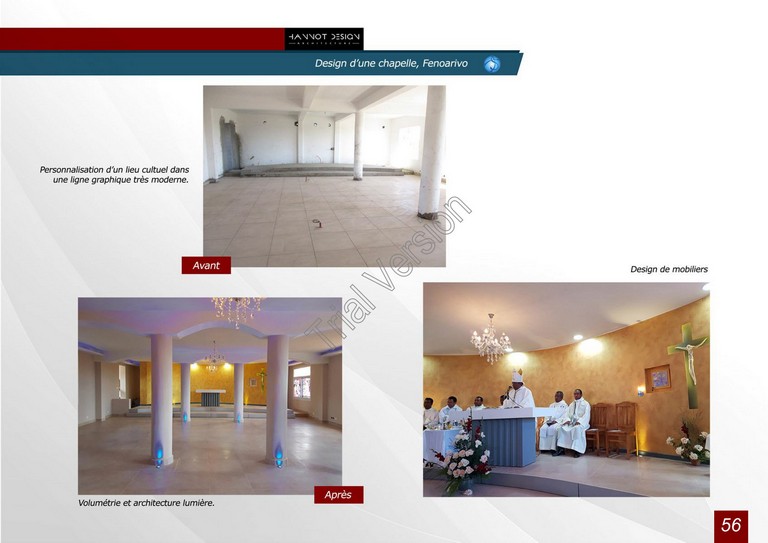 HANNOT DESIGN
ARCHITECTURE
Design d'une chapelle, Fenoarivo
Personnalisation d'un lieu cultuel dans
une ligne graphique très moderne.
Avant
Trial Version
Design de mobiliers
Après
Volumétrie et architecture lumière.
56